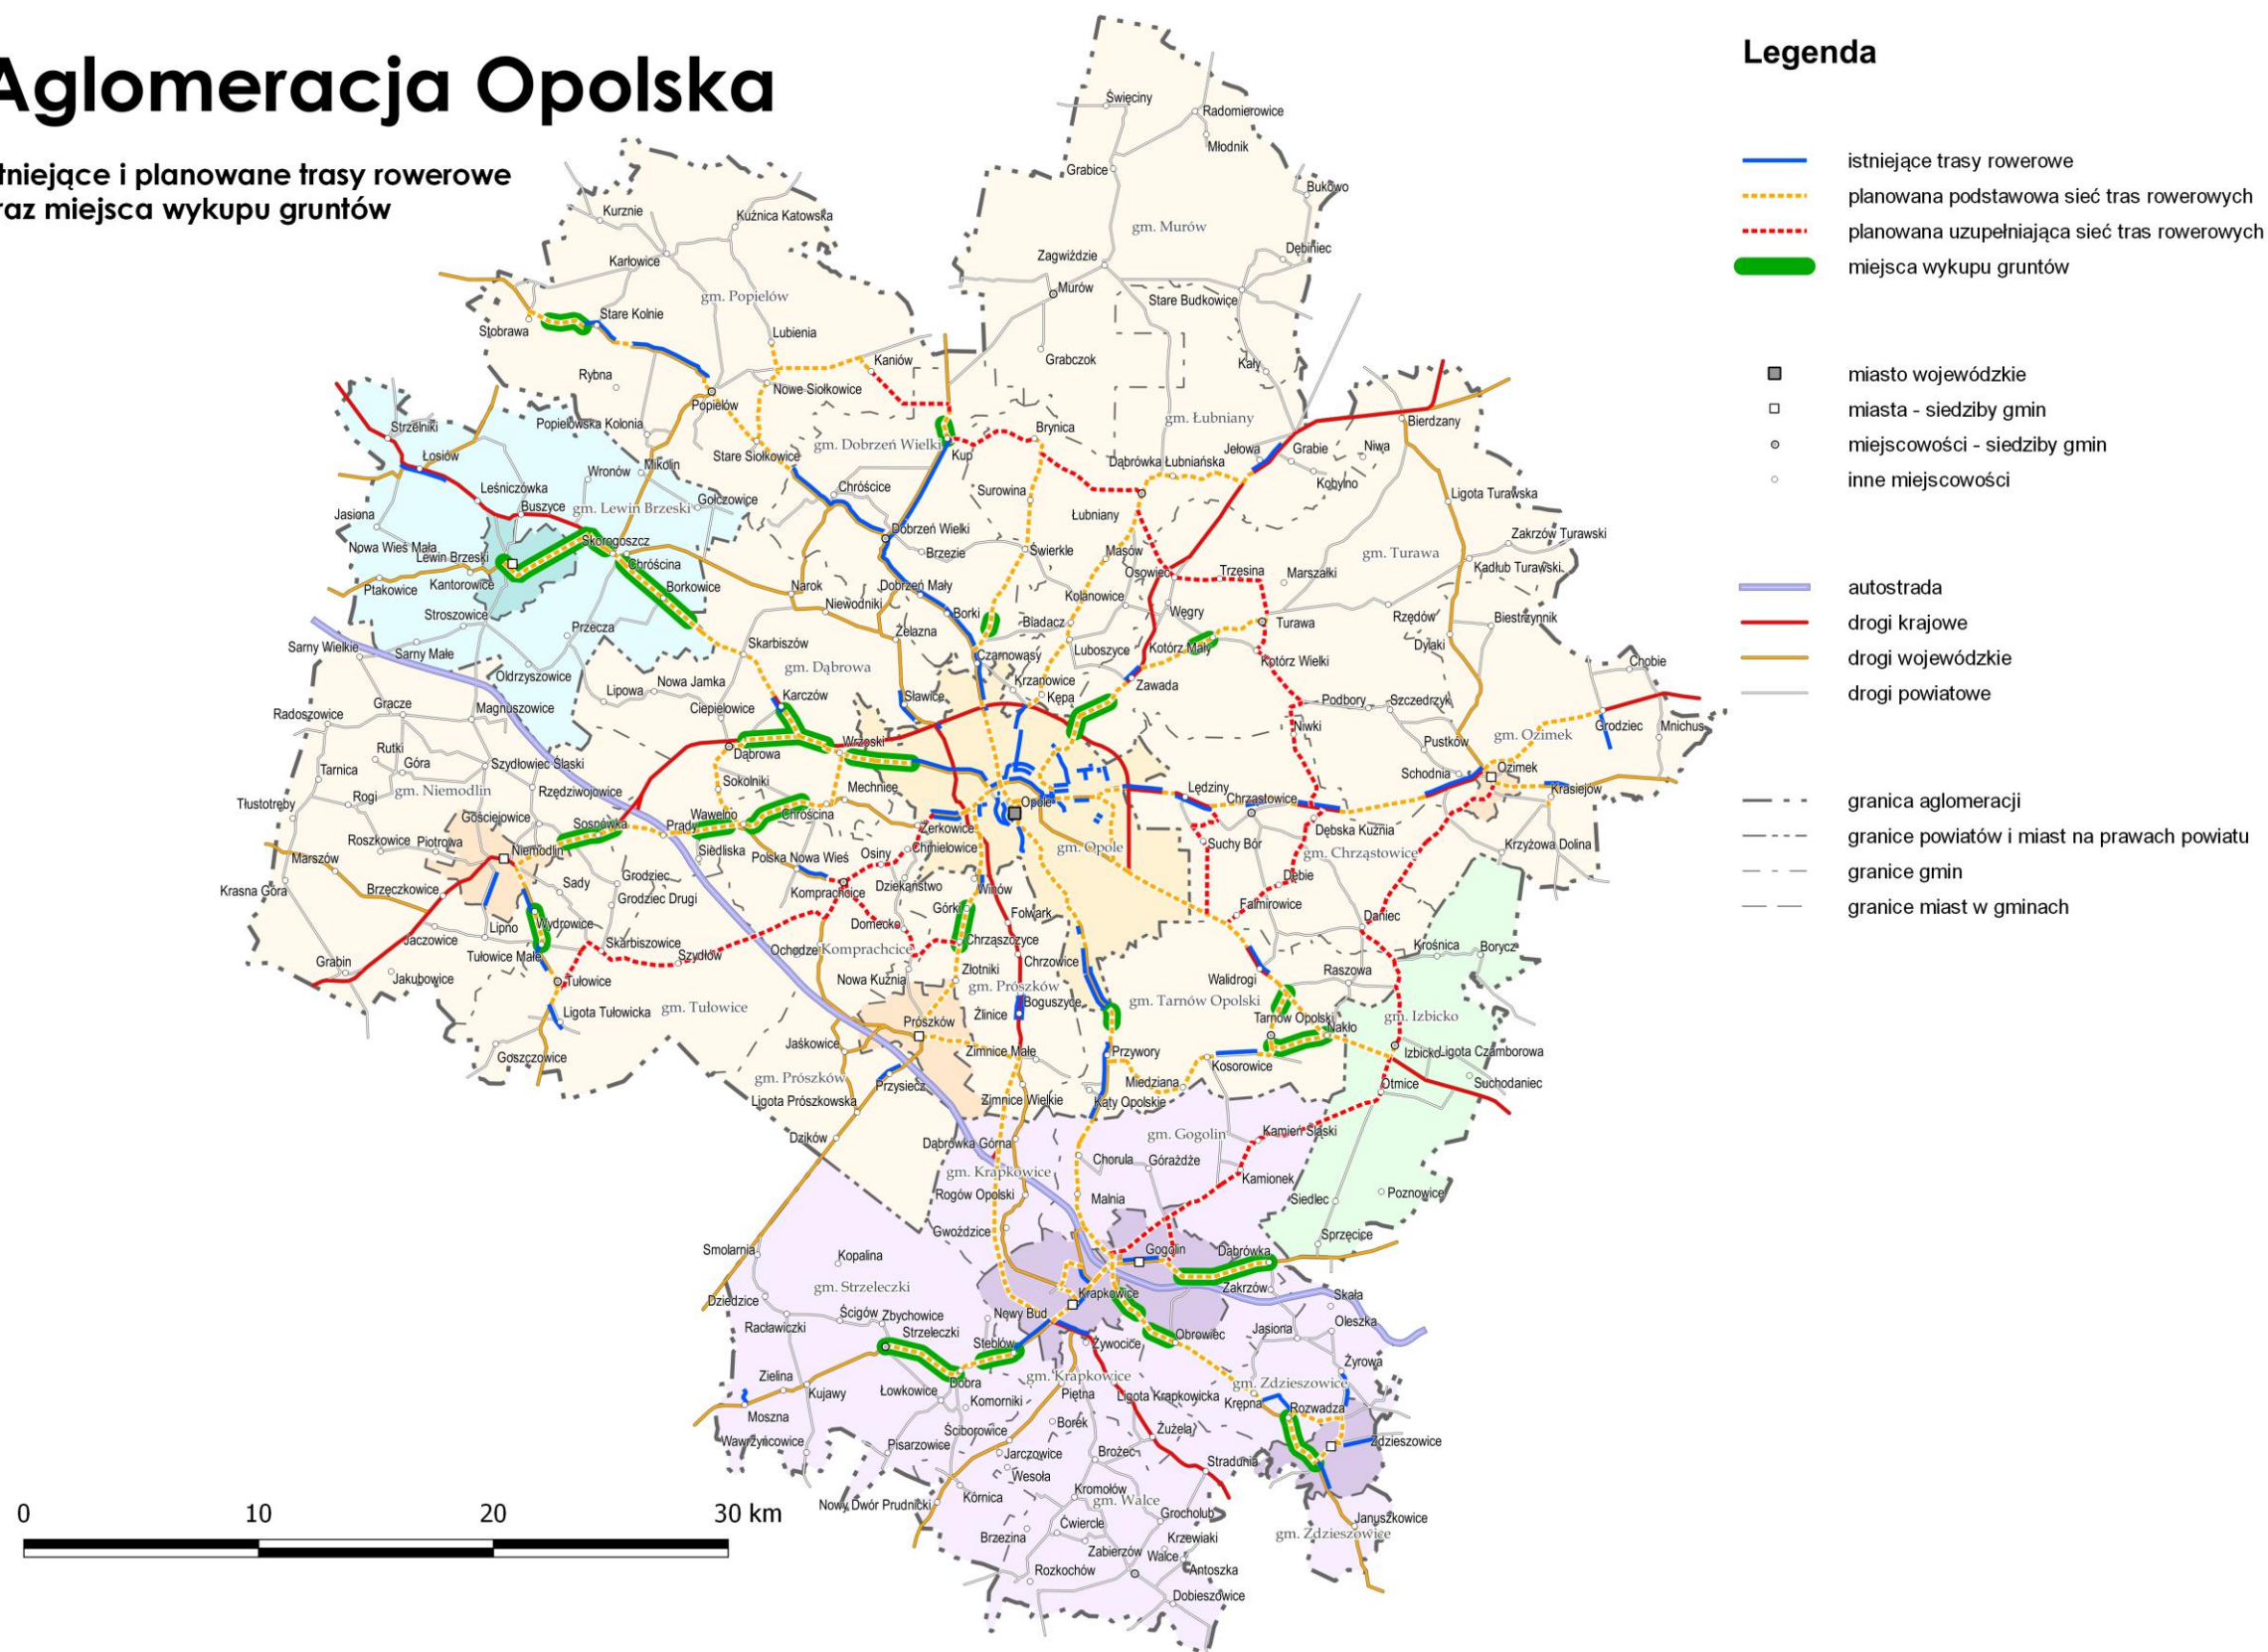 Aglomeracja Opolska
tniejące i planowane trasy rowerowe
raz miejsca wykupu gruntów
Legenda
istniejące trasy rowerowe
planowana podstawowa sieć tras rowerowych
planowana uzupełniająca sieć tras rowerowych
miejsca wykupu gruntów
miasto wojewódzkie
miasta - siedziby gmin
miejscowości - siedziby gmin
inne miejscowości
autostrada
drogi krajowe
drogi wojewódzkie
drogi powiatowe
granica aglomeracji
granice powiatów i miast na prawach powiatu
granice gmin
granice miast w gminach
Święciny
Radomierowice
Młodnik
Grabice
Bukowo
gm. Murów
Dębiniec
Zagwiździe
Murów
Stare Budkowice
Grabczok
Kały
Kurznie
Kuźnica Katowska
Karłowice
gm. Popielów
Stare Kolnie
Stobrawa
Lubienia
Kaniów
Rybna
Nowe Siołkowice
Popielów
Popielowska Kolonia
Stare Siołkowice
gm. Dobrzeń Wielki
Kup
Brynica
gm. Łubniany
Bierdzany
Jełowa
Grabie
Niwa
Dąbrówka Łubniańska
Kobylno
Surowina
Łubniany
Ligota Turawska
Strzelniki
Łosiów
Leśniczówka
Wronów
Mikolin
Buszyce
gm. Lewin Brzeski
Gołczowice
Jasiona
Nowa Wieś Mała
Lewin Brzeski
Skorogoszcz
Chróścina
Kantorowice
Ptakowice
Borkowice
Stroszowice
Przecza
Sarny Wielkie
Sarny Małe
Oldrzyszowice
Chróścice
Dobrzeń Wielki
Brzezie
Świerkle
Masów
Osowiec
Trzęsina
Marszałki
gm. Turawa
Zakrzów Turawski
Kadłub Turawski
Narok
Niewodniki
Dobrzeń Mały
Borki
Żelazna
Kolanowice
Węgry
Biadacz
Turawa
Rzędów
Biestrzynnik
Dylaki
Czarnowąsy
Luboszyce
Kotórz Mały
Kotórz Wielki
Chobie
Skarbiszów
gm. Dąbrowa
Krzanowice
Kępa
Zawada
Podbory
Szczedrzyk
Grodziec
Mnichus
Niwki
Pustków
gm. Ozimek
Lipowa
Nowa Jamka
Karczów
Sławice
Ciepielowice
Magnuszowice
Gracze
Radoszowice
Rutki
Góra
Dąbrowa
Wrzoski
Schodnia
Ozimek
Krasiejów
Tarnica
Szydłowiec Śląski
Sokolniki
Mechnice
Lędziny
Chrząstowice
Rogi
gm. Niemodlin
Rzędziwojowice
Tłustoręby
Opole
Dębska Kuźnia
Gościejowice
Sosnówka
Prądy
Wawelno
Chróścina
Żerkowice
Suchy Bór
gm. Chrząstowice
Krzyżowa Dolina
Roszkowice
Piotrowa
Niemodlin
Siedliska
Polska Nowa Wieś
Osiny
Chmielowice
gm. Opole
Marszów
Dębie
Krasna Góra
Brzęczkowice
Sady
Grodziec
Komprachcice
Dziekaństwo
Winów
Grodziec Drugi
Górki
Folwark
Falmirowice
Daniec
Lipno
Wydrowice
Domecko
Jaczowice
Tułowice Małe
Skarbiszowice
Szydłów
Ochodze
Komprachcice
Chrząszczyce
Krośnica
Borycz
Grabin
Jakubowice
Tułowice
Nowa Kuźnia
Złotniki
Chrzowice
Walidrogi
Raszowa
gm. Prószków
Ligota Tułowicka
gm. Tułowice
Boguszyce
gm. Tarnów Opolski
Prószków
Źlinice
Tarnów Opolski
Nakło
gm. Izbicko
Goszczowice
Jaśkowice
Zimnice Małe
Przywory
Izbicko
Ligota Czamborowa
Kosorowice
gm. Prószków
Przysiecz
Miedziana
Otmice
Suchodaniec
Ligota Prószkowska
Zimnice Wielkie
Kąty Opolskie
Dzików
Dąbrówka Górna
gm. Gogolin
Kamień Śląski
Chorula
Górażdże
gm. Krapkowice
Kamionek
Rogów Opolski
Malnia
Siedlec
Poznowice
Gwoździce
Sprzęcice
Smolarnia
Kopalina
Gogolin
Dąbrówka
gm. Strzeleczki
Zakrzów
Krapkowice
Skała
Dziedzice
Ścigów
Zbychowice
Nowy Bud
Oleszka
Racławiczki
Strzeleczki
Jasiona
Steblów
Żywocice
Obrowiec
Żyrowa
Zielina
Dobra
gm. Krapkowice
gm. Zdzieszowice
Kujawy
Łowkowice
Piętna
Ligota Krapkowicka
Krępna
Komorniki
Rozwadza
Moszna
Borek
Ściborowice
Żużela
Wawrzyńcowice
Pisarzowice
Jarczowice
Brożec
Zdzieszowice
Wesoła
Stradunia
Kromołów
Nowy Dwór Prudnicki
Kórnica
gm. Walce
Grocholub
Januszkowice
Ćwiercle
Brzezina
Krzewiaki
gm. Zdzieszowice
Zabierzów
Walce
Rozkochów
Antoszka
Dobieszowice
0 10 20 30 km